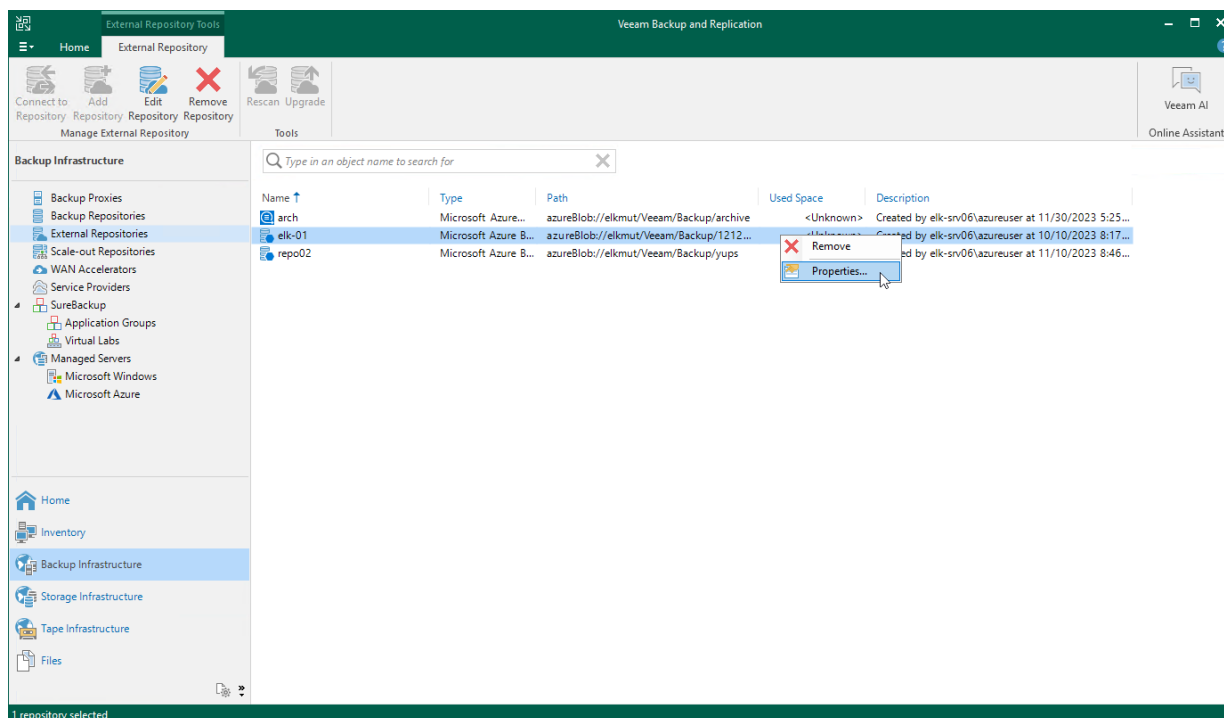 External Repository Tools
Veeam Backup and Replication
Home
External Repository
Connect to Repository
Add Repository
Edit Repository
Remove Repository
Rescan
Upgrade
Veeam AI
Manage External Repository
Tools
Online Assistant
Backup Infrastructure
Type in an object name to search for
Backup Proxies
Backup Repositories
External Repositories
Scale-out Repositories
WAN Accelerators
Service Providers
SureBackup
Application Groups
Virtual Labs
Managed Servers
Microsoft Windows
Microsoft Azure
Name Type Path Used Space Description
arch Microsoft Azure... azureBlob://elkmut/Veeam/Backup/archive <Unknown> Created by elk-srv06\azureuser at 11/30/2023 5:25...
elk-01 Microsoft Azure B... azureBlob://elkmut/Veeam/Backup/1212... <Unknown> Created by elk-srv06\azureuser at 10/10/2023 8:17...
repo02 Microsoft Azure B... azureBlob://elkmut/Veeam/Backup/yups ed by elk-srv06\azureuser at 11/10/2023 8:46...
Remove
Properties...
Home
Inventory
Backup Infrastructure
Storage Infrastructure
Tape Infrastructure
Files
1 repository selected